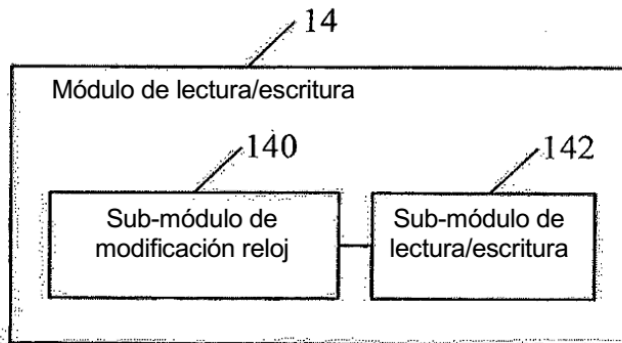 14
Módulo de lectura/escritura
140
142
Sub-módulo de
modificación reloj
Sub-módulo de
lectura/escritura